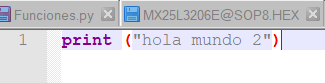 Funciones.py MX25L3206E@SOP8.HEX
1 print ("hola mundo 2")